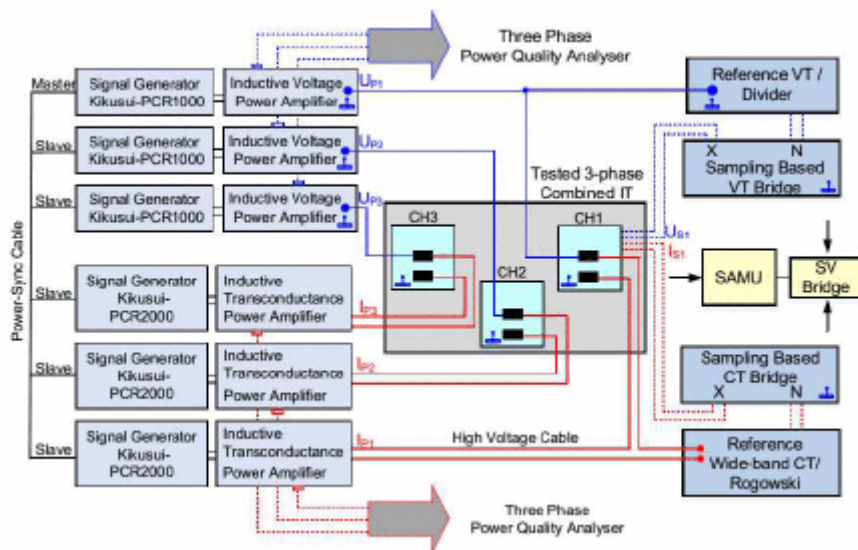 Three Phase
Power Quality Analyser
Master
Signal Generator
Kikusui-PCR1000
Inductive Voltage
Power Amplifier
UP1
Reference VT /
Divider
Slave
Signal Generator
Kikusui-PCR1000
Inductive Voltage
Power Amplifier
UP2
X
N
Sampling Based
VT Bridge
Tested 3-phase
Combined IT
Slave
Signal Generator
Kikusui-PCR1000
Inductive Voltage
Power Amplifier
UP3
CH3
CH1
US1
IS1
CH2
SAMU
SV
Bridge
Power-Sync Cable
Slave
Signal Generator
Kikusui-
PCR2000
Inductive
Transconductance
Power Amplifier
IP3
Slave
Signal Generator
Kikusui-
PCR2000
Inductive
Transconductance
Power Amplifier
IP2
Sampling Based
CT Bridge
X
N
Slave
Signal Generator
Kikusui-
PCR2000
Inductive
Transconductance
Power Amplifier
IP1
High Voltage Cable
Reference
Wide-band CT/
Rogowski
Three Phase
Power Quality Analyser